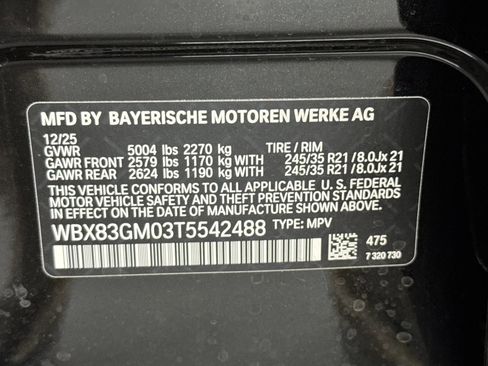 MFD BY BAYERISCHE MOTOREN WERKE AG
12/25
GVWR 5004 lbs 2270 kg TIRE / RIM
GAWR FRONT 2579 lbs 1170 kg WITH 245/35 R21 / 8.0Jx 21
GAWR REAR 2624 lbs 1190 kg WITH 245/35 R21 / 8.0Jx 21
THIS VEHICLE CONFORMS TO ALL APPLICABLE U. S. FEDERAL
MOTOR VEHICLE SAFETY AND THEFT PREVENTION STANDARDS
IN EFFECT ON THE DATE OF MANUFACTURE SHOWN ABOVE.
WBX83GM03T5542488 TYPE: MPV
475
7 320 730